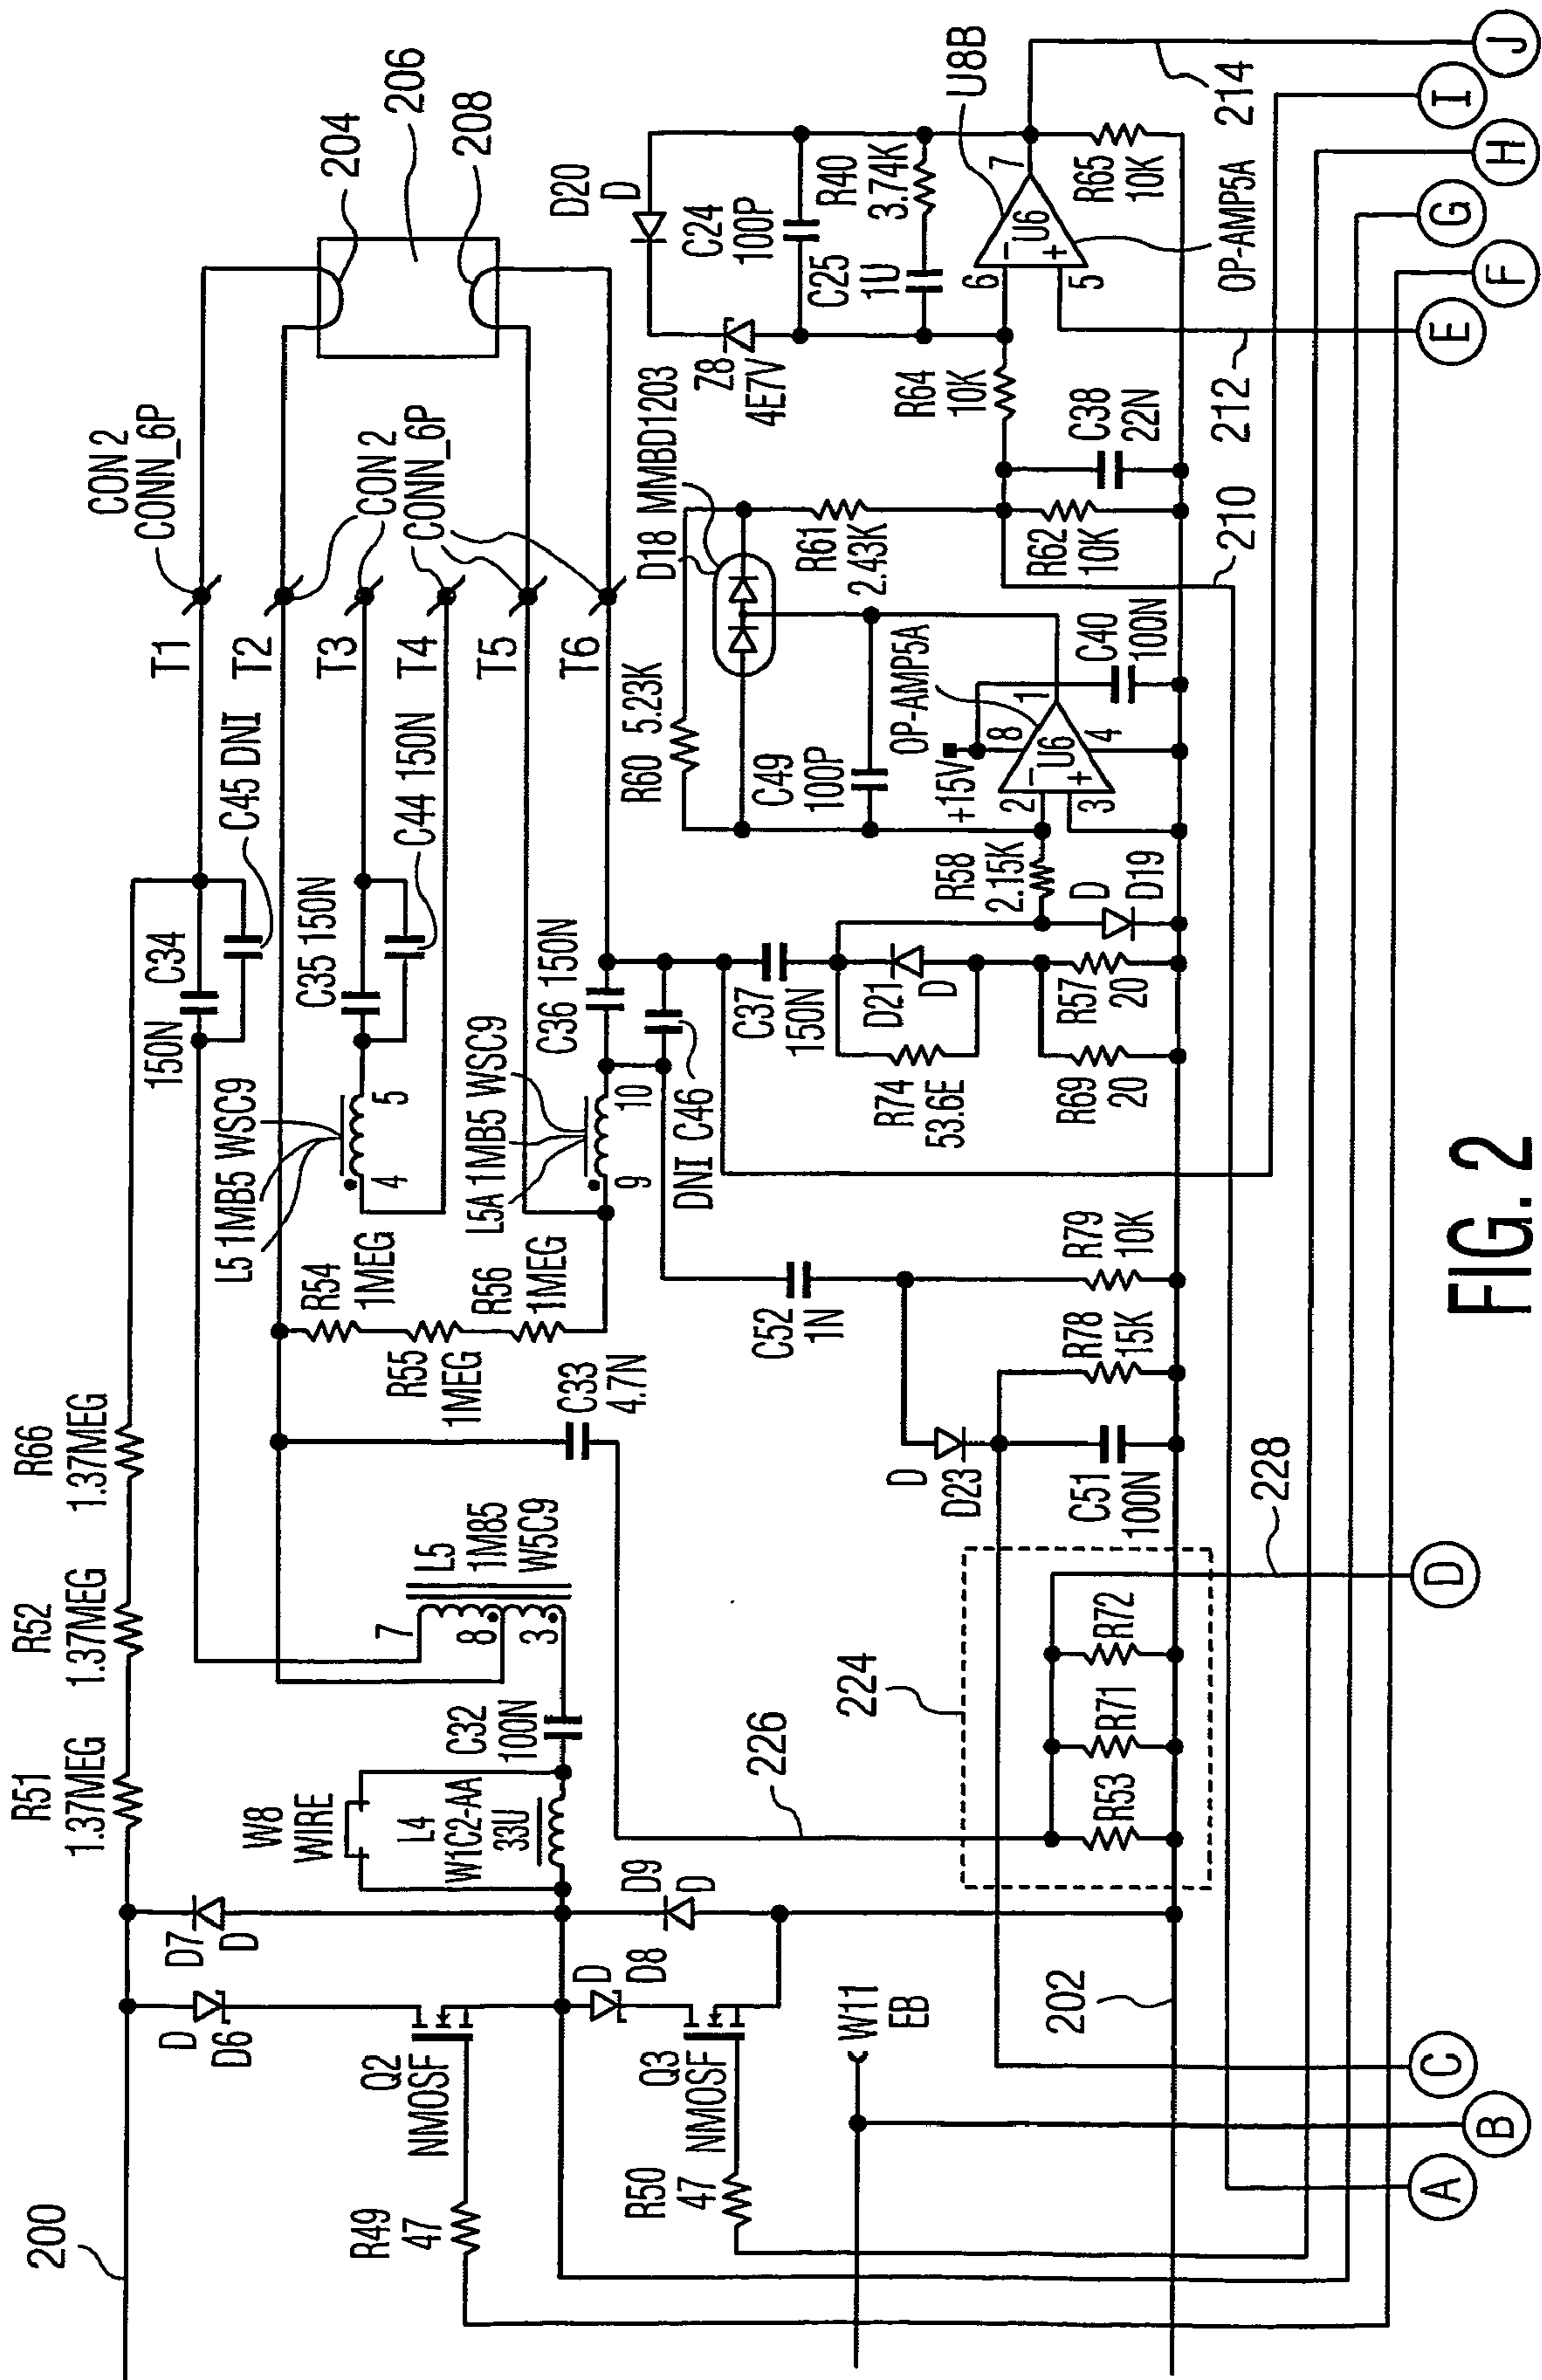 200
R51
1.37MEG
R52
1.37MEG
R66
1.37MEG
D
D6
D7
D
Q2
NMOSF
R49
47
D
D8
D9
D
Q3
NMOSF
R50
47
W8
WIRE
L4
W1C2-AA
33U
C32
100N
7
8
3
L5
1M85
W5C9
W11
EB
202
226
224
R53
R71
R72
228
C33
4.7N
R54
1MEG
R55
1MEG
R56
1MEG
L5 1MB5 WSC9
4
5
L5A 1MB5 WSC9
9
10
C34
150N
C45 DNI
C35 150N
C44 150N
C36 150N
DNI C46
T1
T2
T3
T4
T5
T6
CON 2
CONN_6P
CON 2
CONN_6P
204
206
208
D
D23
C51
100N
C52
1N
R78
15K
R79
10K
C37
150N
R74
53.6E
D21
D
R69
20
R57
20
R58
2.15K
D
D19
R60 5.23K
C49
100P
D18 MMBD1203
OP-AMP5A
+15V
2
3
8
4
1
U6
C40
100N
R61
2.43K
R62
10K
C38
22N
210
R64
10K
Z8
4E7V
D20
D
C24
100P
C25
1U
R40
3.74K
6
5
7
U6
U8B
OP-AMP5A
R65
10K
212
214
A
B
C
D
E
F
G
H
I
J
FIG. 2